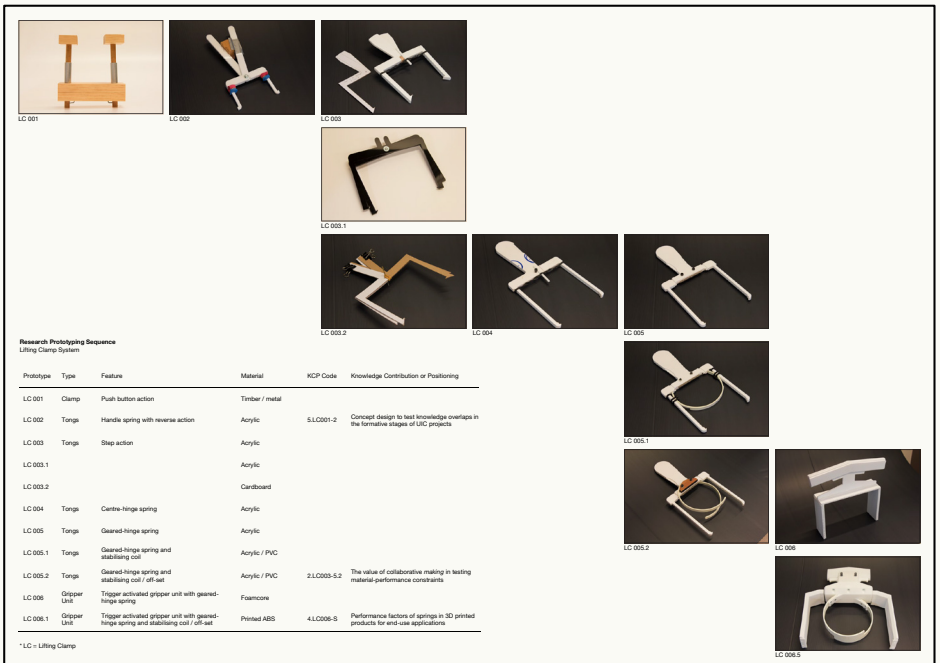 LC 001
LC 002
LC 003
LC 003.1
LC 003.2
LC 004
LC 005
LC 005.1
LC 005.2
LC 006
LC 006.5
Research Prototyping Sequence
Lifting Clamp System
Prototype Type Feature Material KCP Code Knowledge Contribution or Positioning
LC 001 Clamp Push button action Timber / metal
LC 002 Tongs Handle spring with reverse action Acrylic 5.LC001-2 Concept design to test knowledge overlaps in
the formative stages of UIC projects
LC 003 Tongs Step action Acrylic
LC 003.1 Acrylic
LC 003.2 Cardboard
LC 004 Tongs Centre-hinge spring Acrylic
LC 005 Tongs Geared-hinge spring Acrylic
LC 005.1 Tongs Geared-hinge spring and
stabilising coil Acrylic / PVC
LC 005.2 Tongs Geared-hinge spring and
stabilising coil / off-set Acrylic / PVC 2.LC003-5.2 The value of collaborative making in testing
material-performance constraints
LC 006 Gripper
Unit Trigger activated gripper unit with geared-
hinge spring Foamcore
LC 006.1 Gripper
Unit Trigger activated gripper unit with geared-
hinge spring and stabilising coil / off-set Printed ABS 4.LC006-S Performance factors of springs in 3D printed
products for end-use applications
* LC = Lifting Clamp